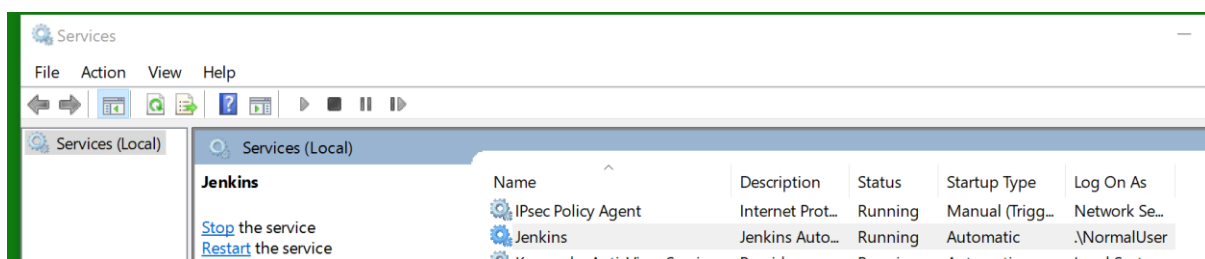 Services
File Action View Help
Services (Local)
Services (Local)
Jenkins
Stop the service
Restart the service
Name Description Status Startup Type Log On As
IPsec Policy Agent Internet Prot... Running Manual (Trigg... Network Se...
Jenkins Jenkins Auto... Running Automatic .\NormalUser